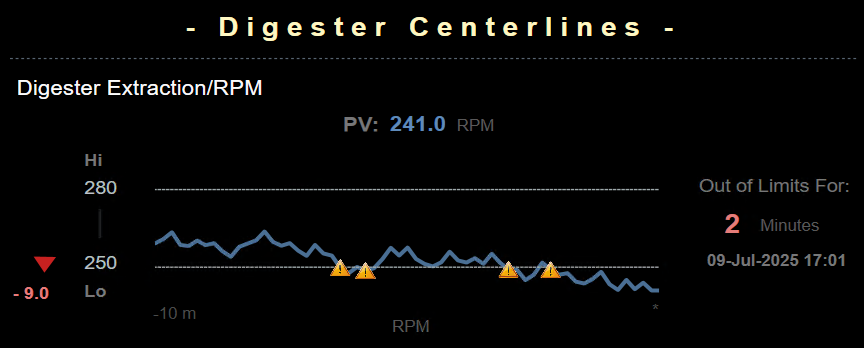 - Digester Centerlines -
Digester Extraction/RPM
PV: 241.0 RPM
Hi
280
250
Lo
- 9.0
-10 m
*
RPM
Out of Limits For:
2 Minutes
09-Jul-2025 17:01